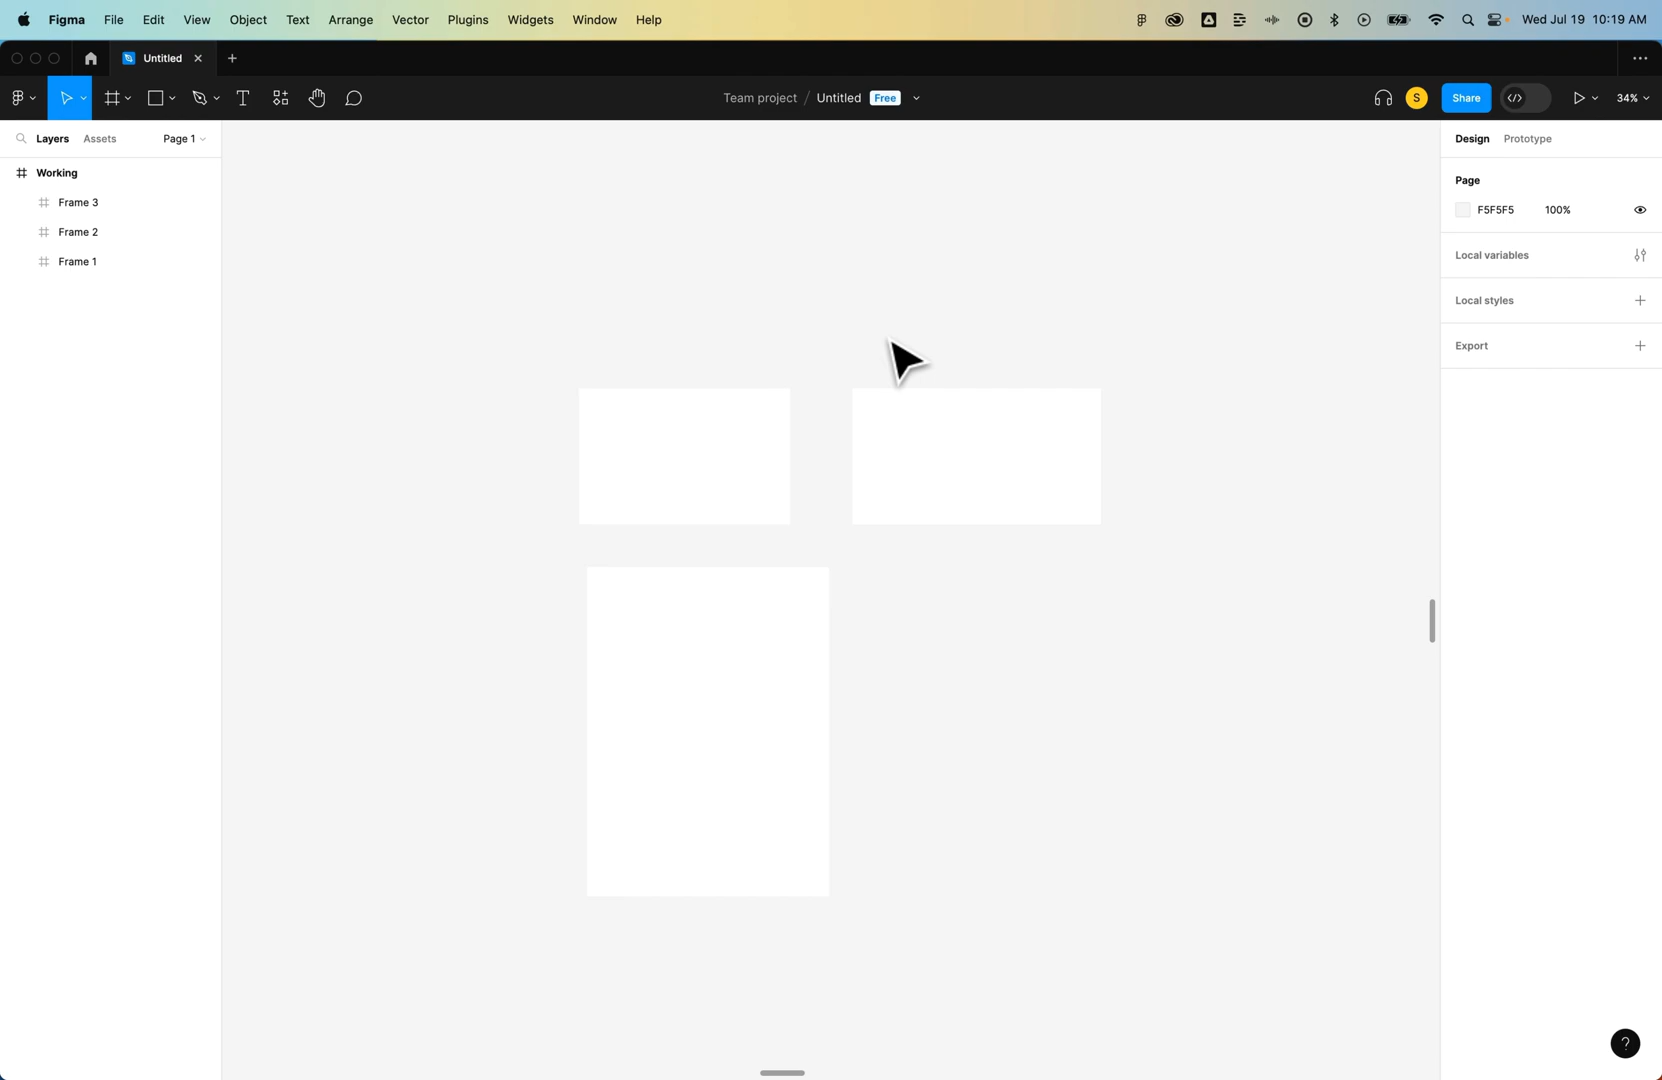 Figma File Edit View Object Text Arrange Vector Plugins Widgets Window Help Wed Jul 19 10:19 AM
Untitled
Team project / Untitled Free S Share 34%
Layers Assets Page 1
Working
Frame 3
Frame 2
Frame 1
Design Prototype
Page
F5F5F5 100%
Local variables
Local styles
Export
?